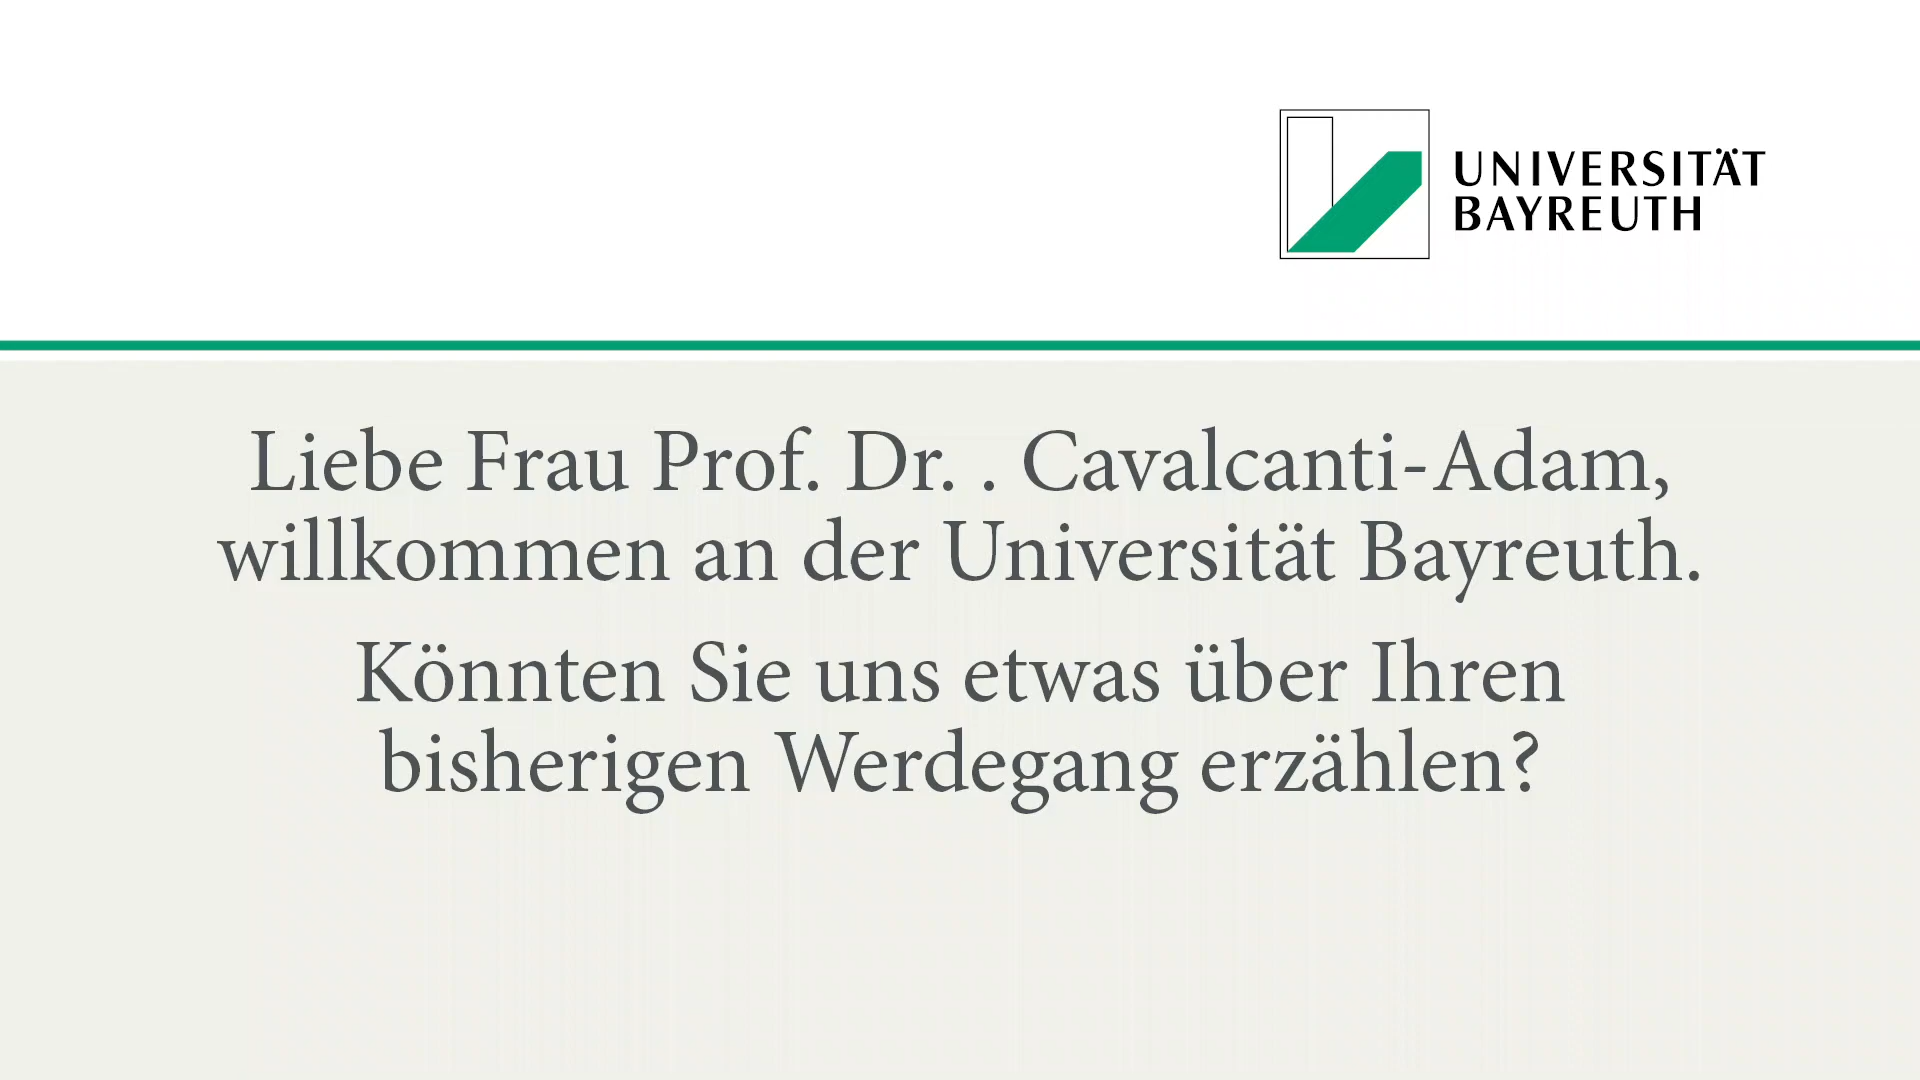 UNIVERSITÄT
BAYREUTH
Liebe Frau Prof. Dr. . Cavalcanti-Adam,
willkommen an der Universität Bayreuth.
Könnten Sie uns etwas über Ihren
bisherigen Werdegang erzählen?